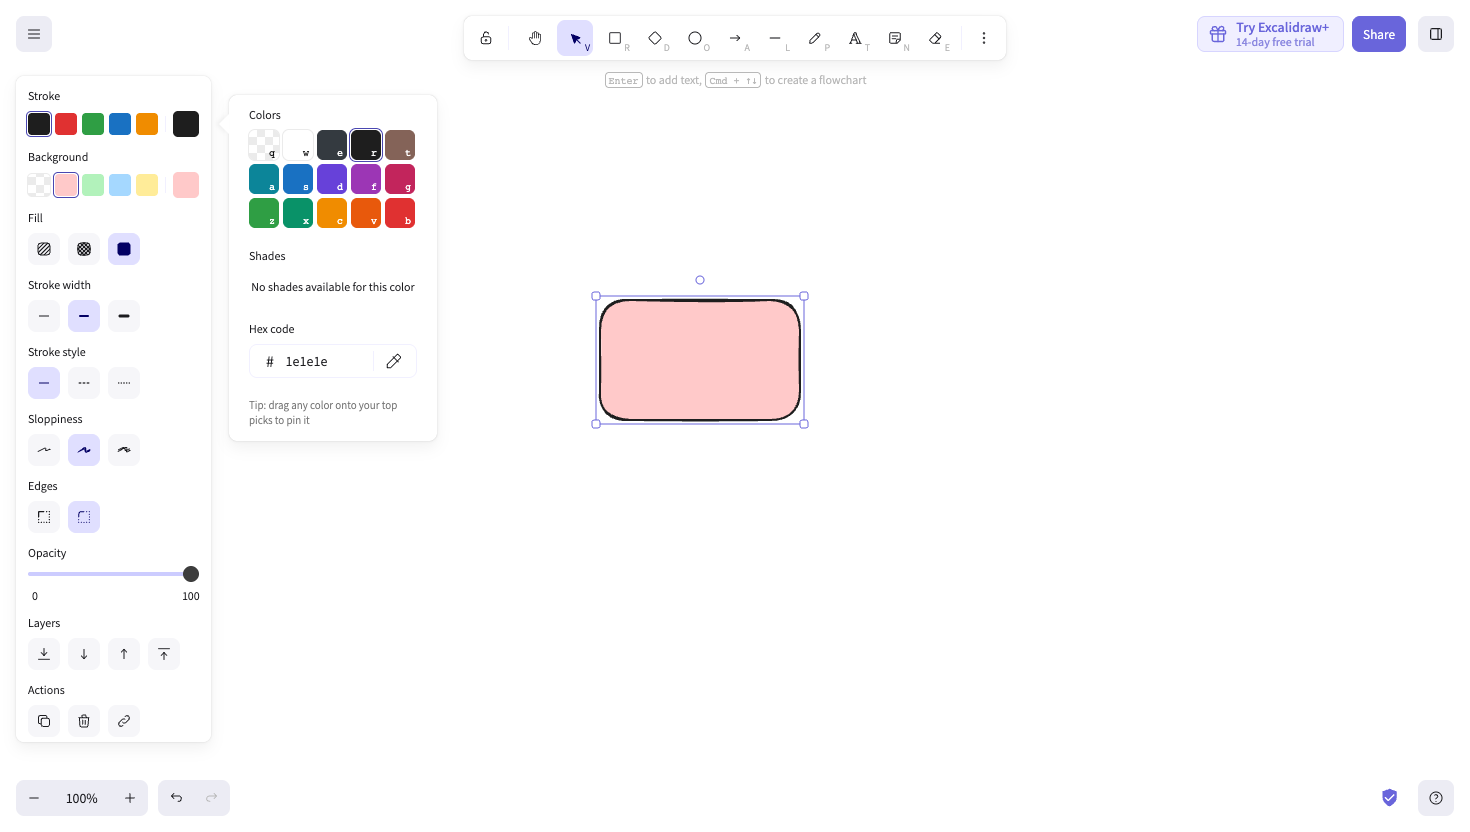 V
R
D
O
A
L
P
T
N
E
Try Excalidraw+
14-day free trial
Share
Enter to add text, Cmd + ↑↓ to create a flowchart
Stroke
Background
Fill
Stroke width
Stroke style
Sloppiness
Edges
Opacity
0 100
Layers
Actions
Colors
q w e r t
a s d f g
z x c v b
Shades
No shades available for this color
Hex code
# 1e1e1e
Tip: drag any color onto your top
picks to pin it
100%